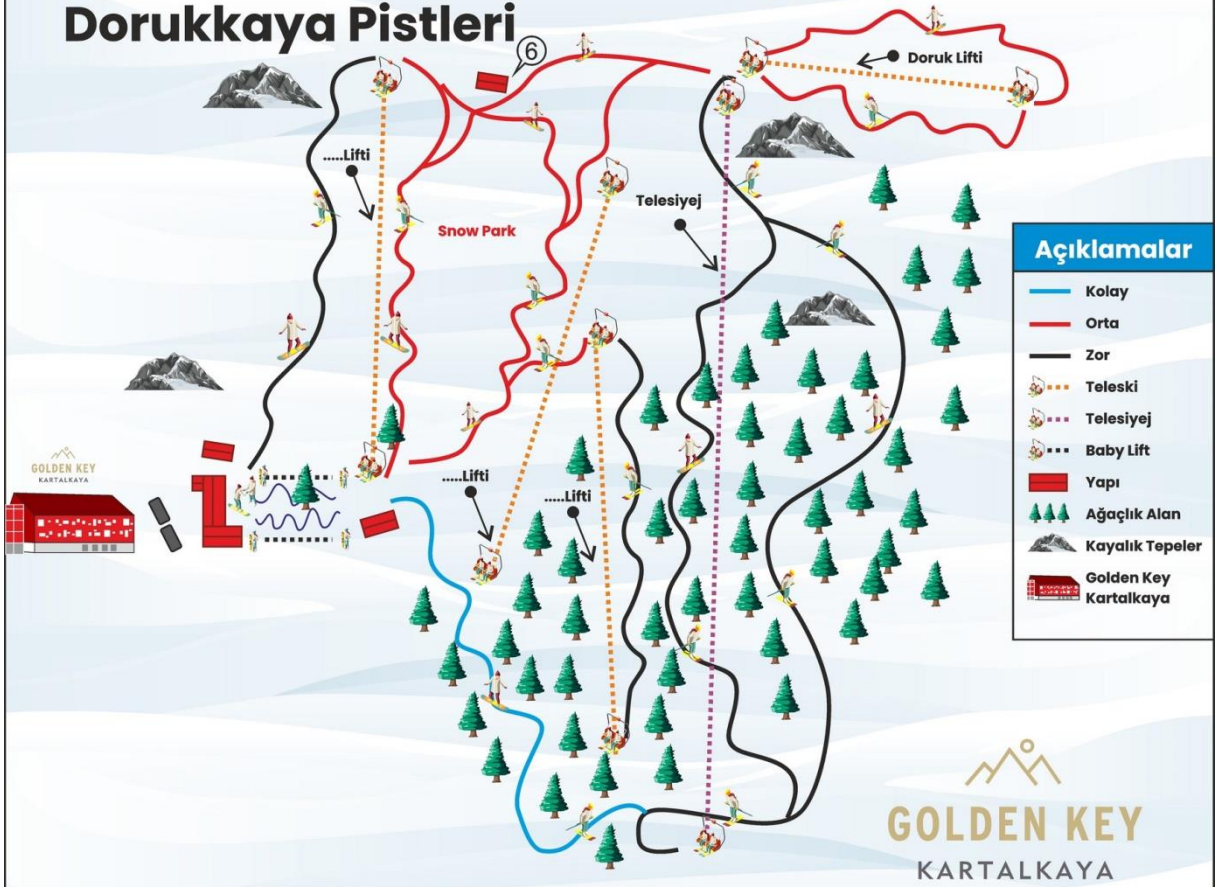 Dorukkaya Pistleri
6
Doruk Lifti
.....Lifti
Telesiyej
Snow Park
Açıklamalar
Kolay
Orta
Zor
Teleski
Telesiyej
Baby Lift
Yapı
Ağaçlık Alan
Kayalık Tepeler
Golden Key
Kartalkaya
GOLDEN KEY
KARTALKAYA
.....Lifti
.....Lifti
GOLDEN KEY
KARTALKAYA